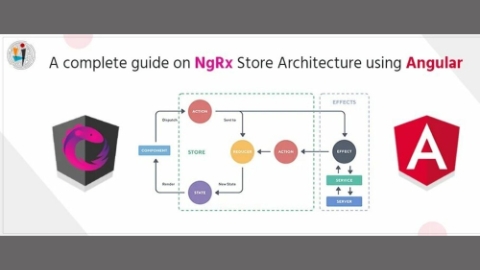 A complete guide on NgRx Store Architecture using Angular
EFFECTS
ACTION
Dispatch
Source
COMPONENT
STORE
REDUCER
ACTION
EFFECT
Render
New State
STATE
SERVICE
SERVER